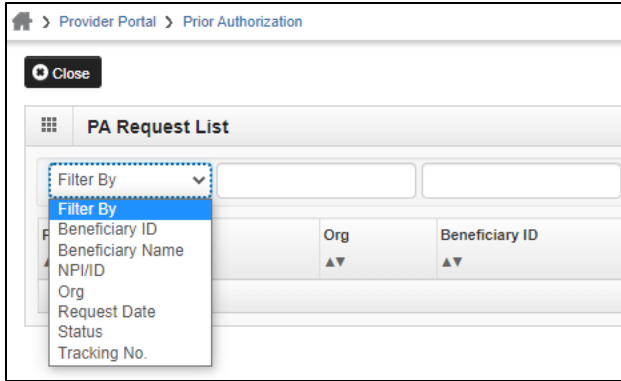 > Provider Portal > Prior Authorization
Close
PA Request List
Filter By
Filter By
Beneficiary ID
Beneficiary Name
NPI/ID
Org
Request Date
Status
Tracking No.
Org
Beneficiary ID